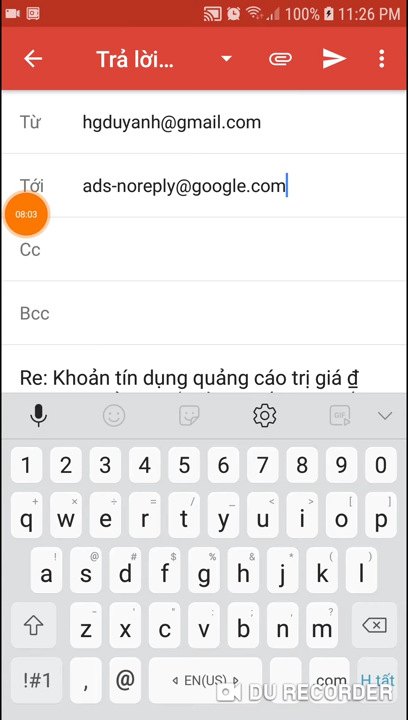 100% 11:26 PM
Trả lời...
Từ hgduyanh@gmail.com
Tới ads-noreply@google.com
08:03
Cc
Bcc
Re: Khoản tín dụng quảng cáo trị giá ₫
GIF
1 2 3 4 5 6 7 8 9 0
+ × ÷ = / _ < > [ ]
q w e r t y u i o p
! @ # $ % & * ( )
a s d f g h j k l
- ' " : ; , ?
z x c v b n m
!#1 , @ EN(US) . .com H.tất
DU RECORDER